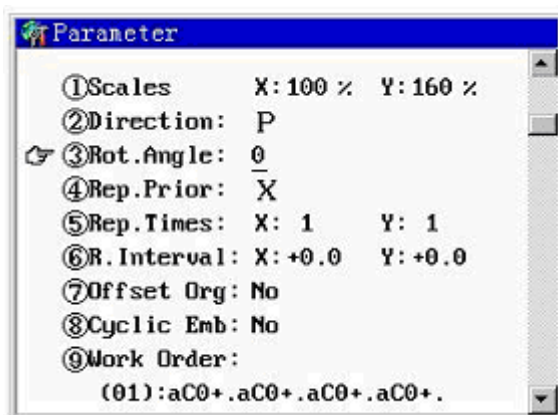 Parameter
①Scales X:100 % Y:160 %
②Direction: P
③Rot.Angle: 0
④Rep.Prior: X
⑤Rep.Times: X: 1 Y: 1
⑥R.Interval: X:+0.0 Y:+0.0
⑦Offset Org: No
⑧Cyclic Emb: No
⑨Work Order:
(01):aC0+.aC0+.aC0+.aC0+.